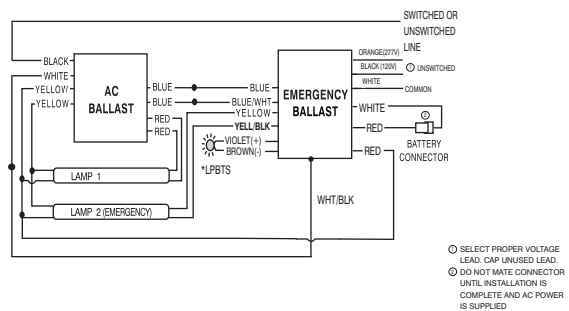 SWITCHED OR
UNSWITCHED
LINE
ORANGE(277V)
BLACK (120V) ① UNSWITCHED
WHITE
COMMON
BLACK
WHITE
YELLOW/
YELLOW
AC
BALLAST
BLUE
BLUE
RED
RED
BLUE
BLUE/WHT
YELLOW
YELL/BLK
VIOLET(+)
BROWN(-)
*LPBTS
EMERGENCY
BALLAST
WHITE
RED
RED
②
BATTERY
CONNECTOR
LAMP 1
LAMP 2 (EMERGENCY)
WHT/BLK
① SELECT PROPER VOLTAGE
LEAD. CAP UNUSED LEAD.
② DO NOT MATE CONNECTOR
UNTIL INSTALLATION IS
COMPLETE AND AC POWER
IS SUPPLIED